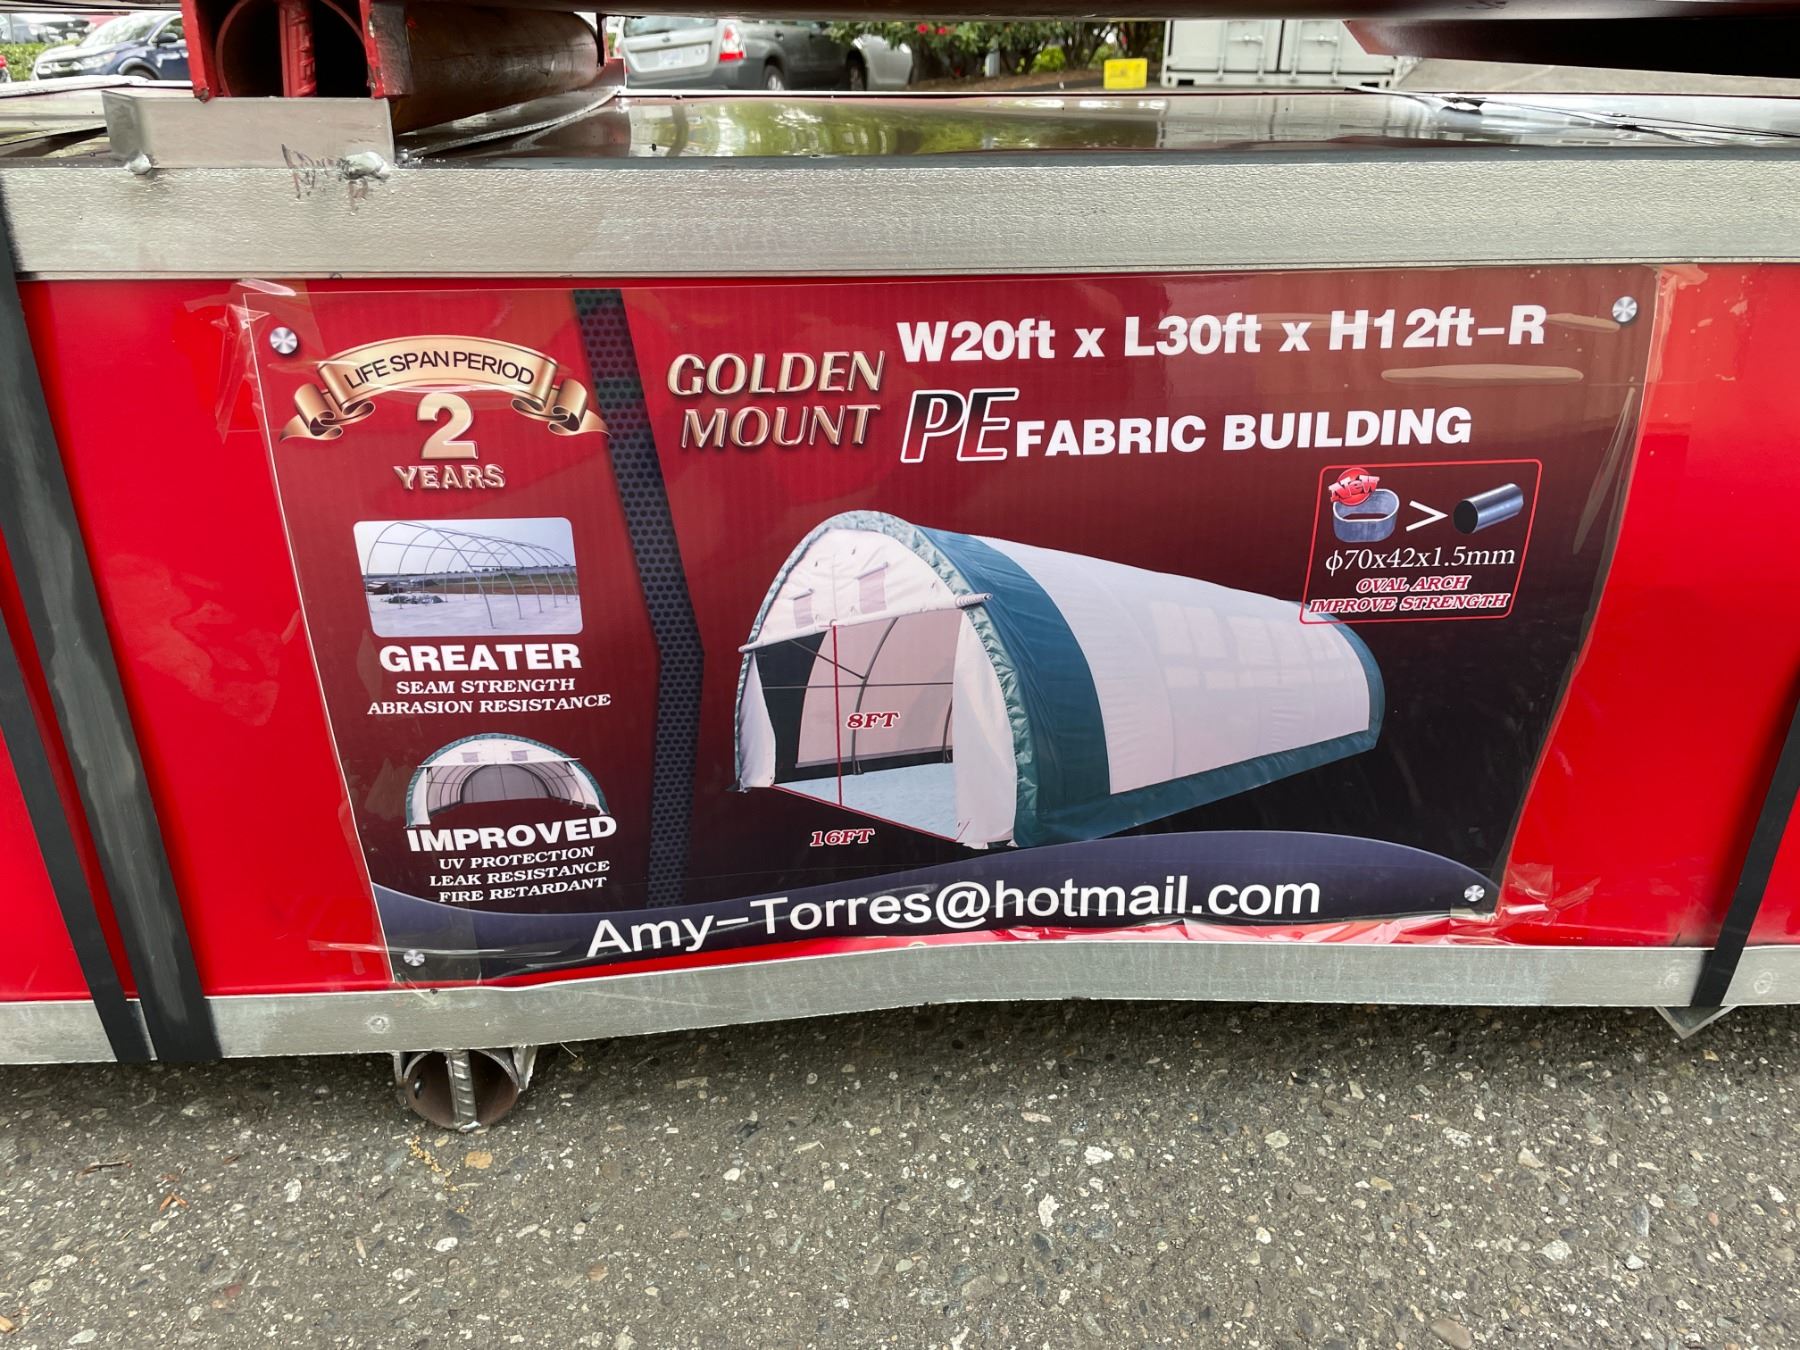 LIFE SPAN PERIOD
2
YEARS
GOLDEN
MOUNT
W20ft x L30ft x H12ft-R
PE FABRIC BUILDING
New
>
ϕ70x42x1.5mm
OVAL ARCH
IMPROVE STRENGTH
GREATER
SEAM STRENGTH
ABRASION RESISTANCE
8FT
16FT
IMPROVED
UV PROTECTION
LEAK RESISTANCE
FIRE RETARDANT
Amy-Torres@hotmail.com